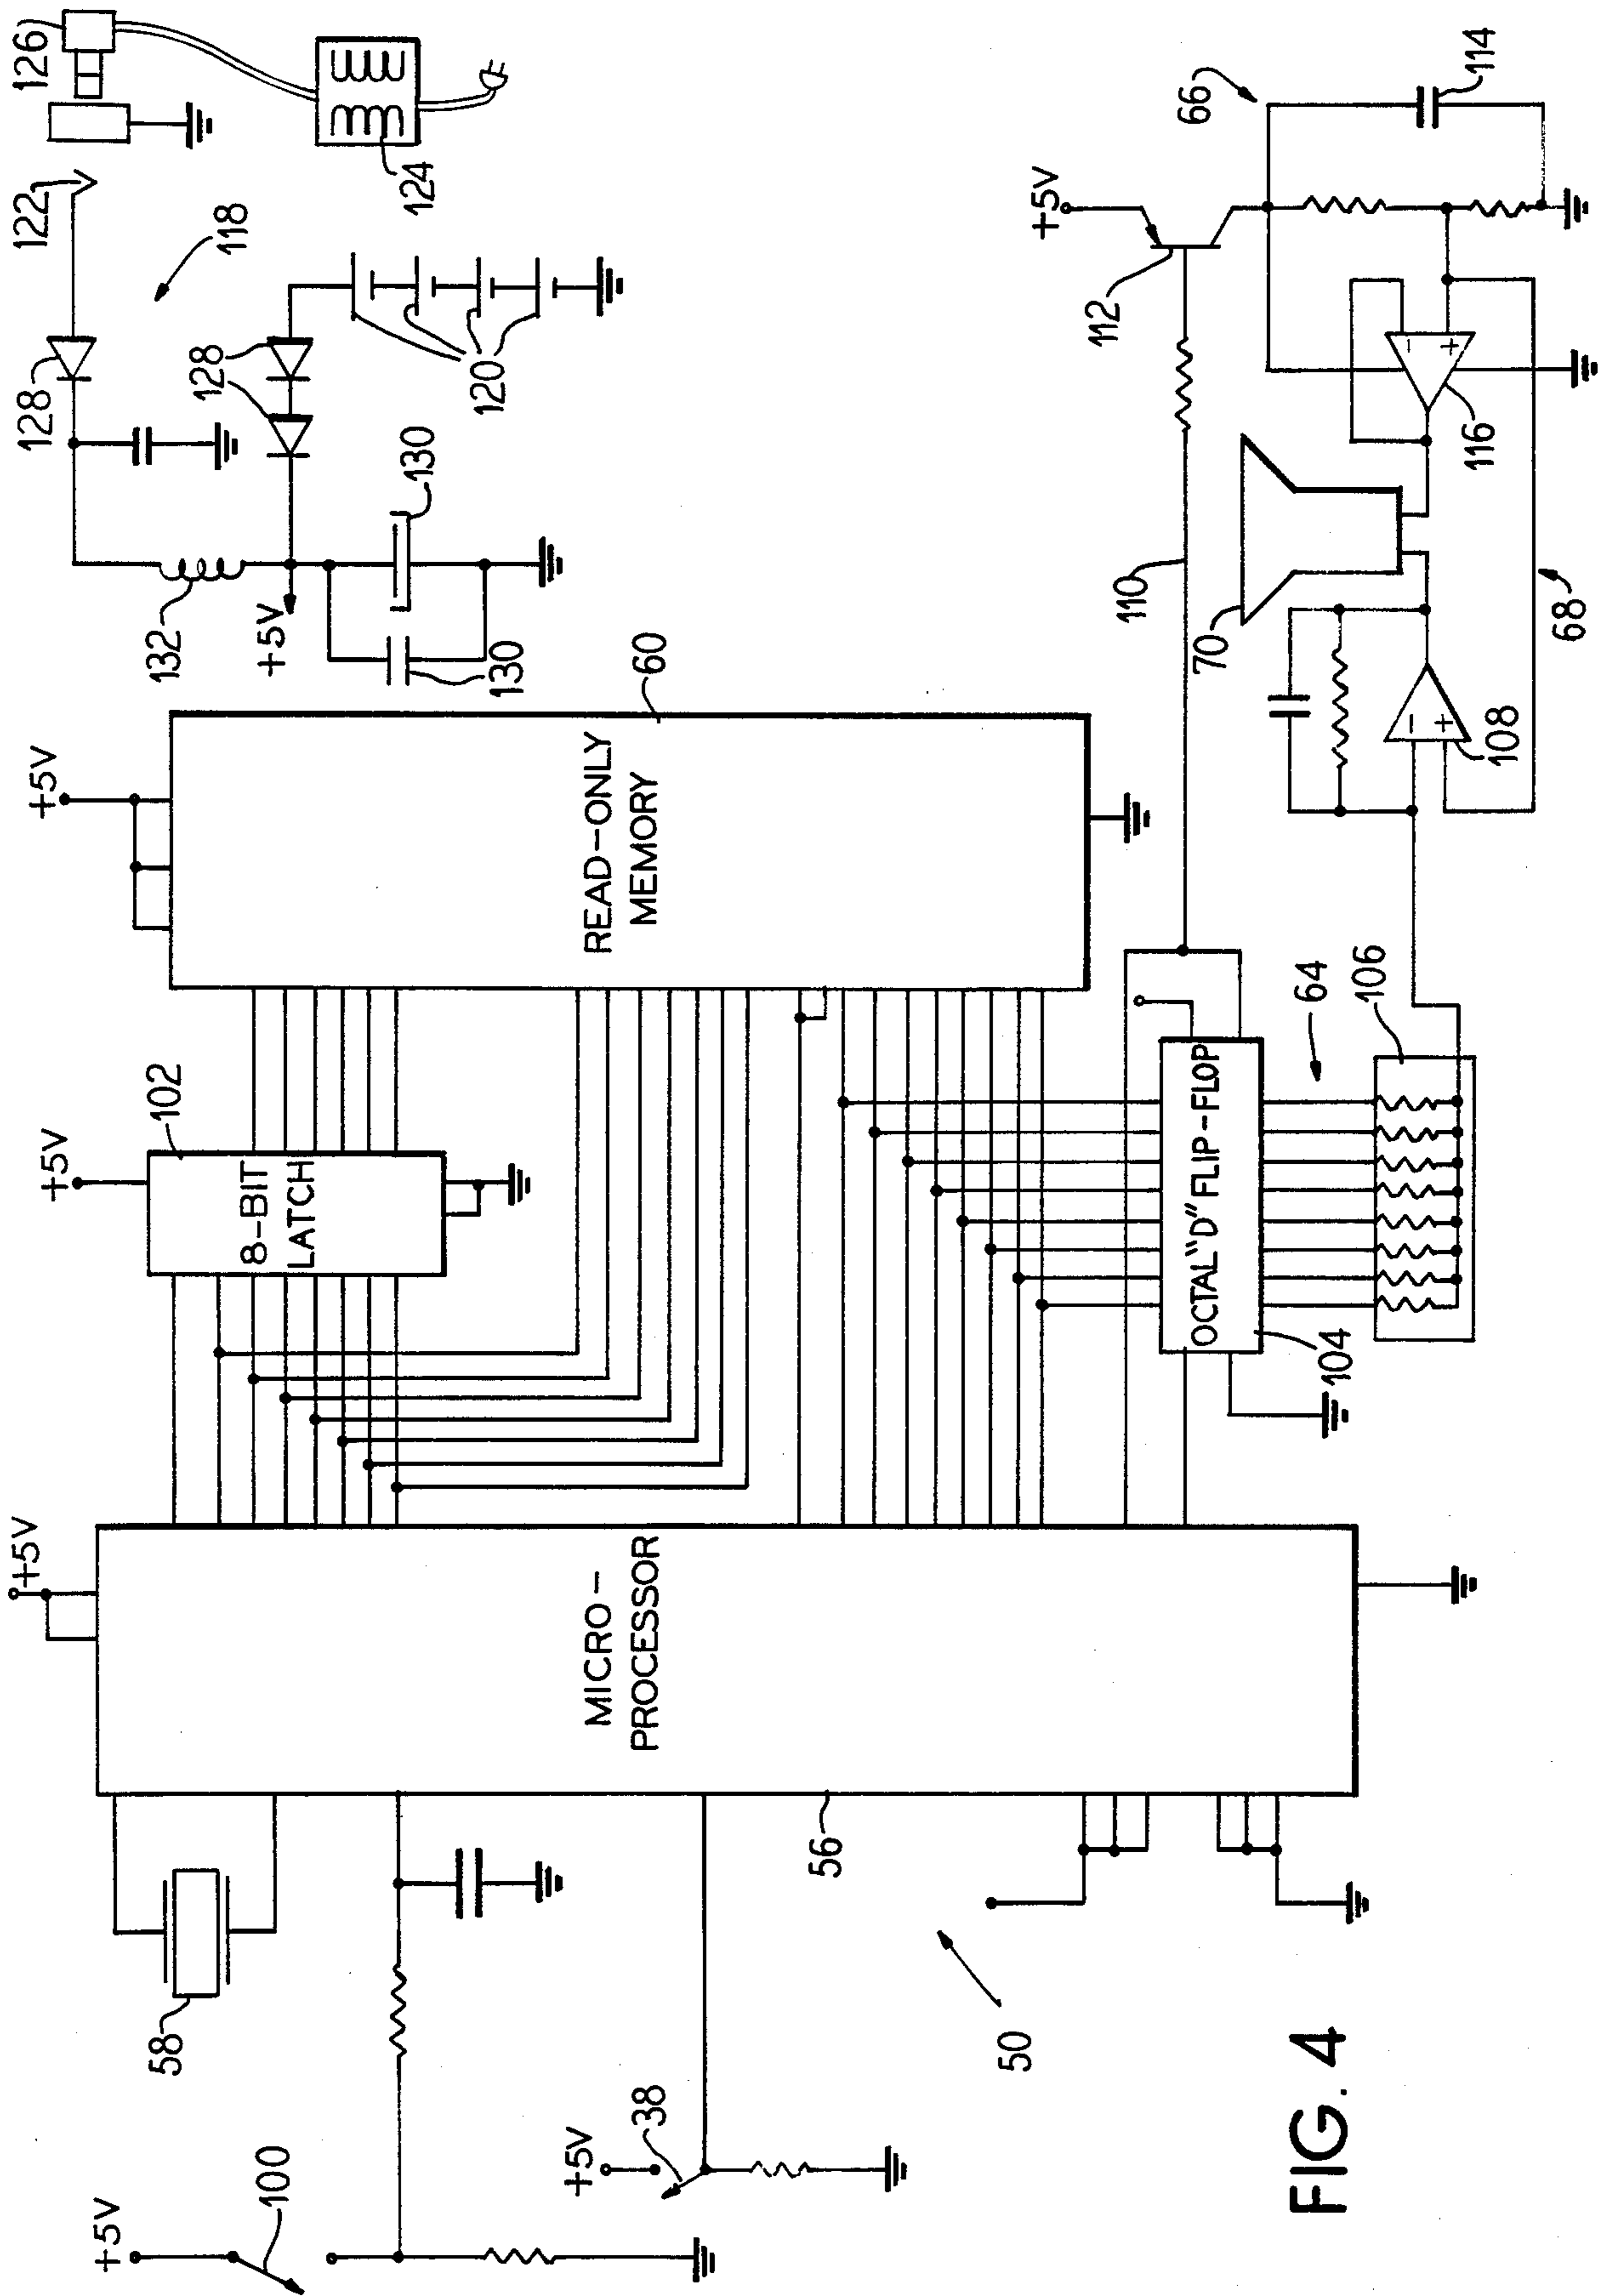 +5V
100
+5V
38
58
+5V
MICRO-
PROCESSOR
56
50
+5V
102
8-BIT
LATCH
+5V
READ-ONLY
MEMORY
60
OCTAL "D" FLIP-FLOP
104
64
106
132
+5V
130
130
128
128
118
122
120
124
126
110
112
+5V
66
114
70
116
108
- +
- +
68
FIG. 4